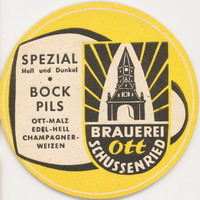 SPEZIAL
Hell und Dunkel
BOCK
PILS
OTT-MALZ
EDEL-HELL
CHAMPAGNER-
WEIZEN
BRAUEREI
Ott
SCHUSSENRIED